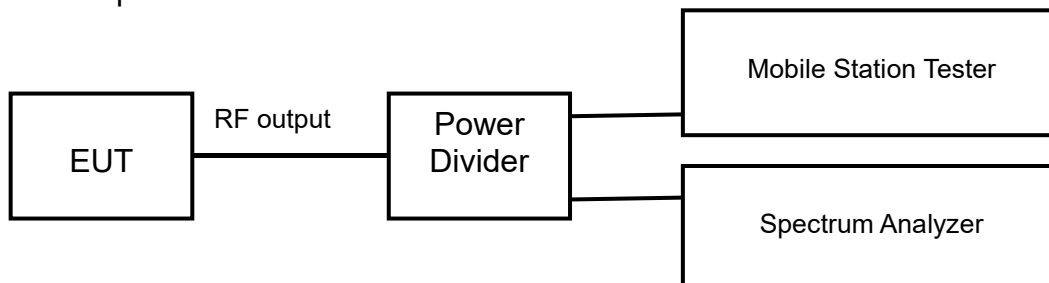 EUT
RF output
Power
Divider
Mobile Station Tester
Spectrum Analyzer